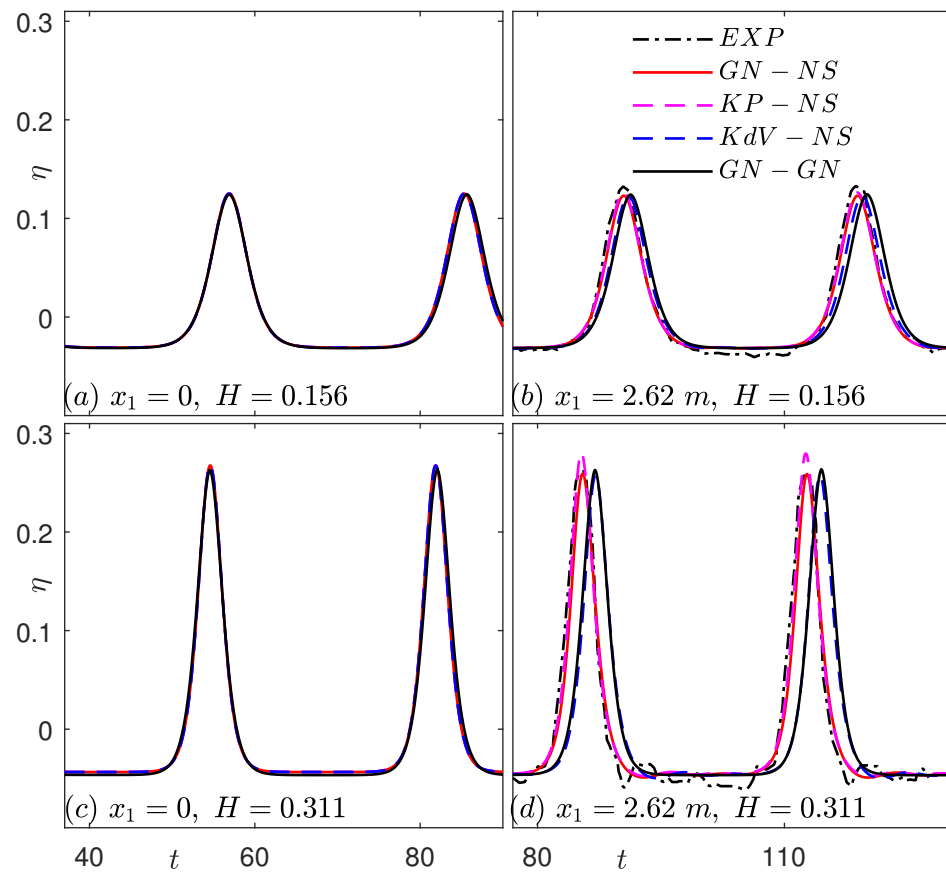 0.3
0.2
0.1
0
η
(a) x₁ = 0, H = 0.156
EXP
GN − NS
KP − NS
KdV − NS
GN − GN
(b) x₁ = 2.62 m, H = 0.156
0.3
0.2
0.1
0
η
(c) x₁ = 0, H = 0.311
(d) x₁ = 2.62 m, H = 0.311
40 t 60 80
80 t 110